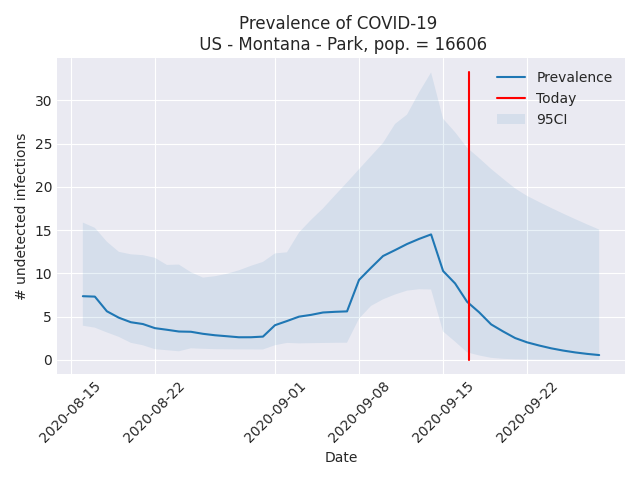 Prevalence of COVID-19
US - Montana - Park, pop. = 16606
# undetected infections
30
25
20
15
10
5
0
Prevalence
Today
95CI
2020-08-15
2020-08-22
2020-09-01
2020-09-08
2020-09-15
2020-09-22
Date